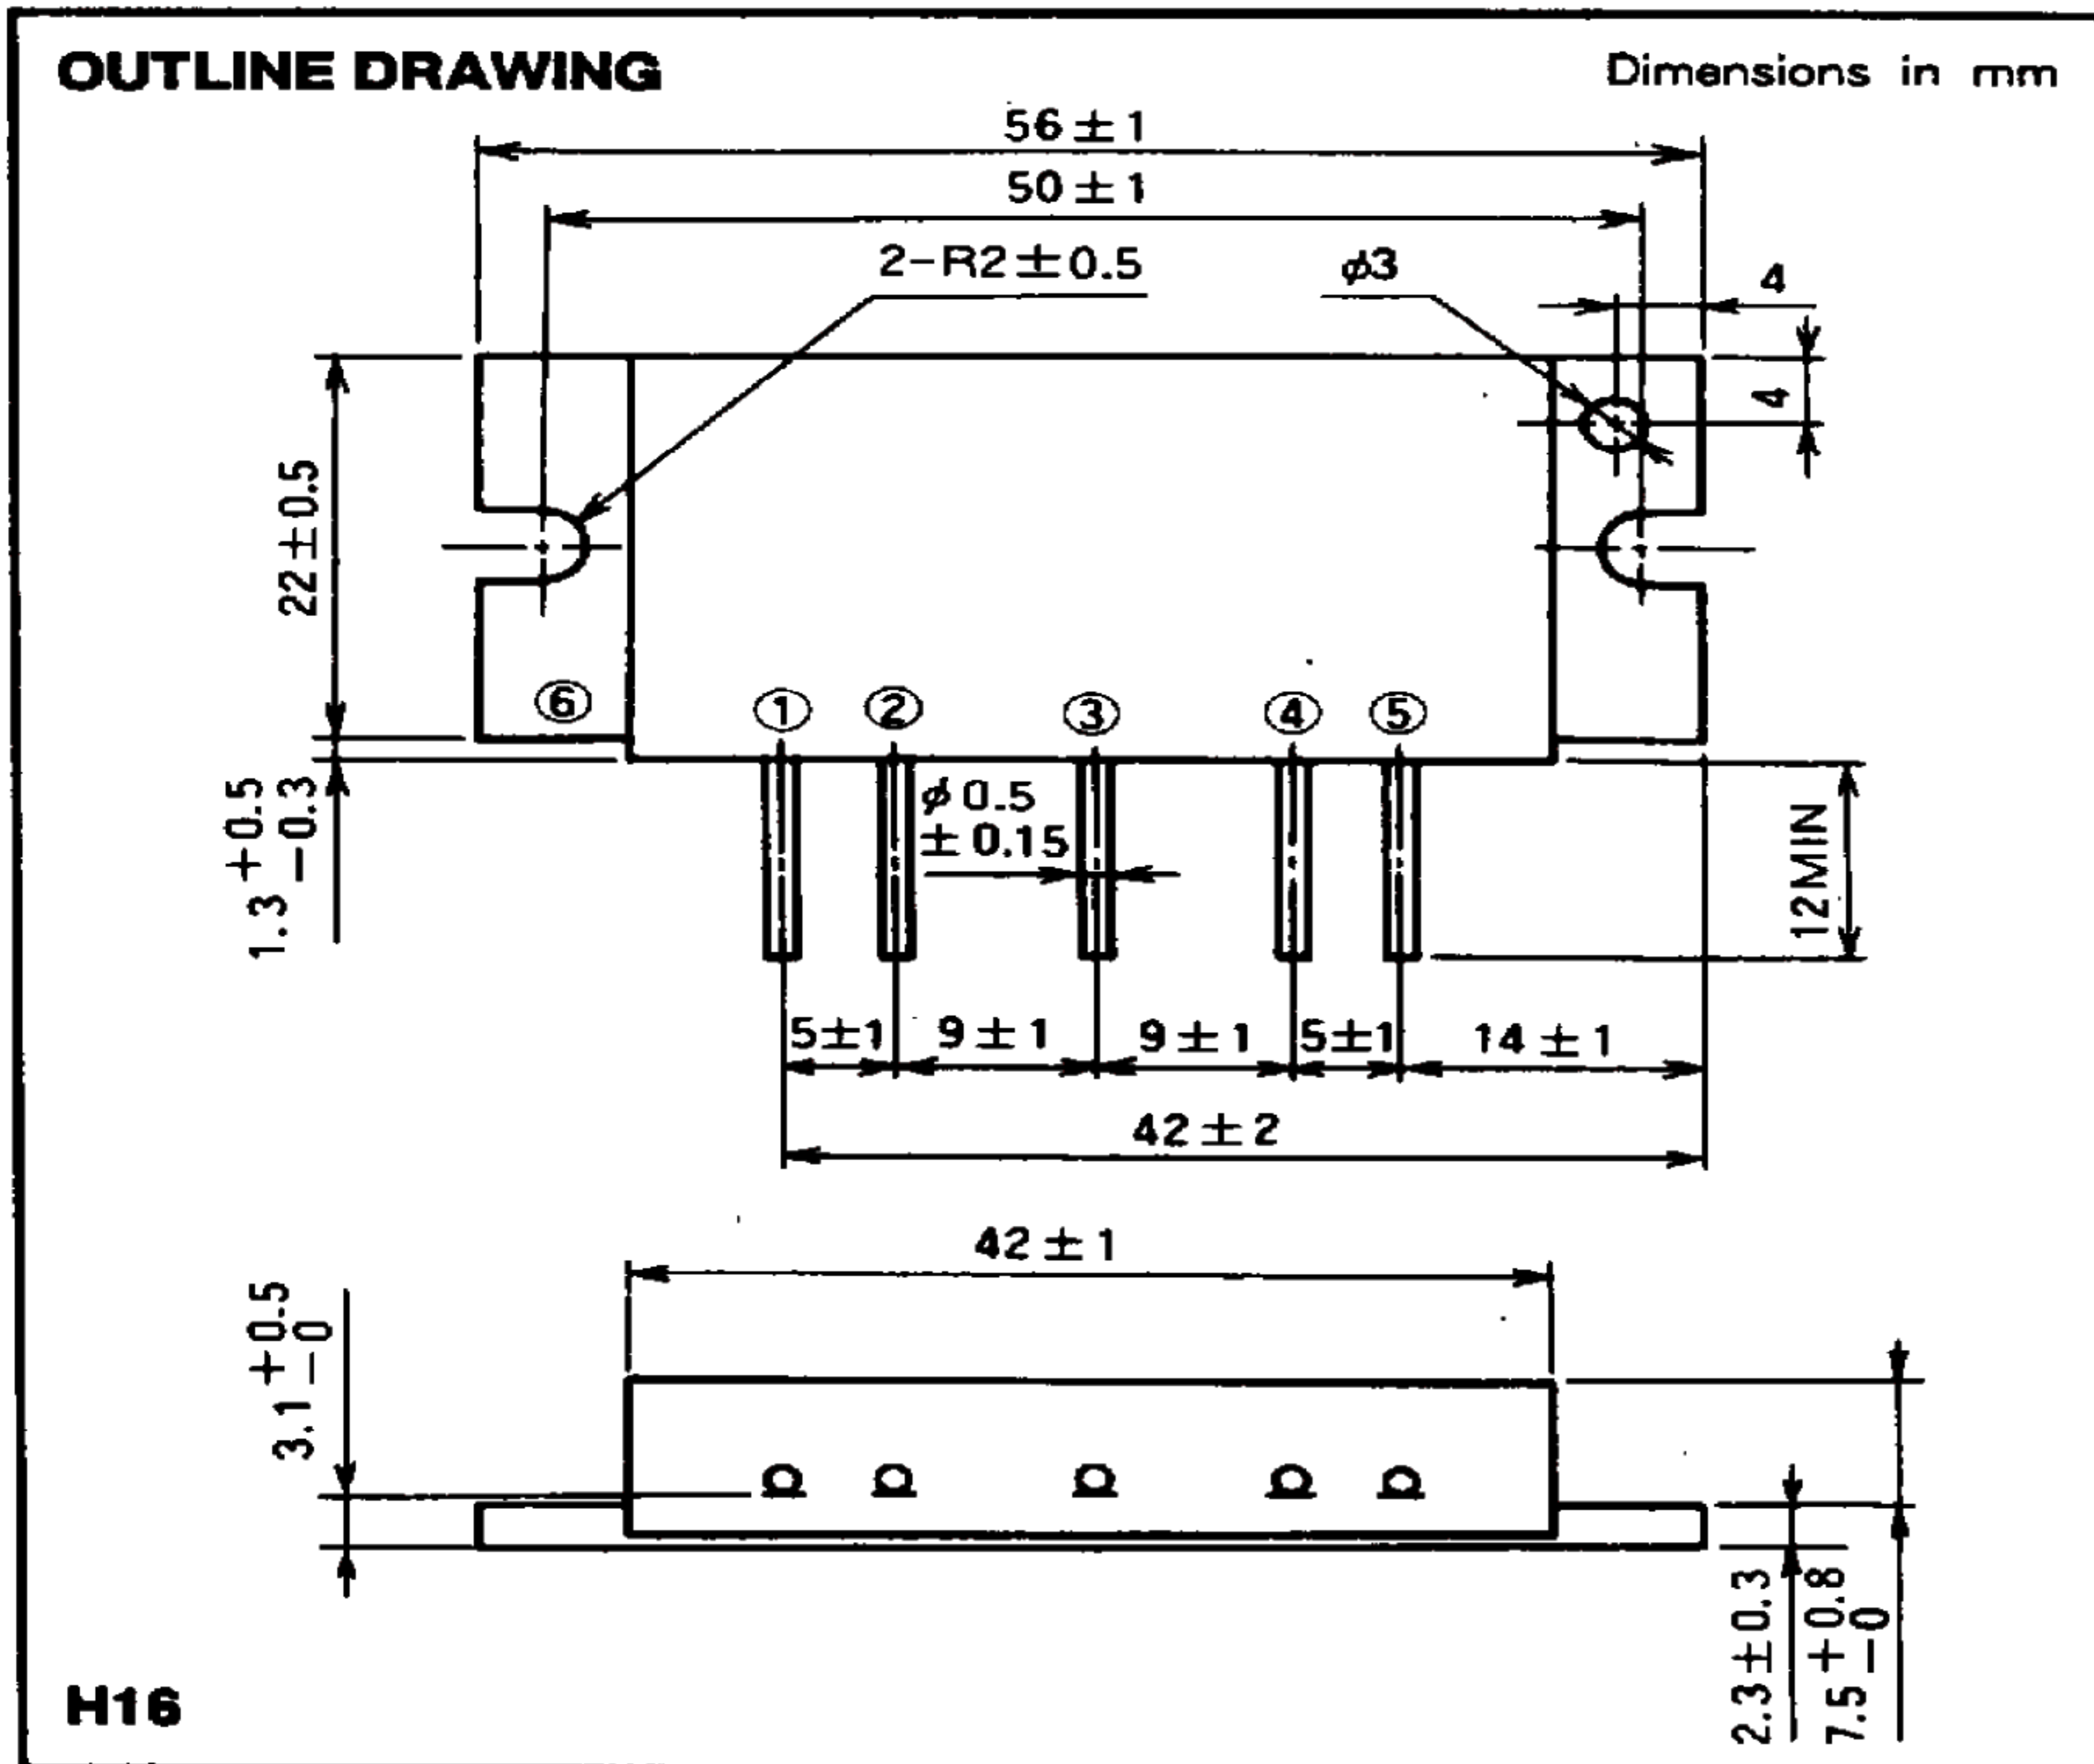 OUTLINE DRAWING
Dimensions in mm
56±1
50±1
2-R2±0.5
φ3
4
4
22±0.5
⑥
①
②
③
④
⑤
1.3 +0.5 −0.3
φ0.5
±0.15
12MIN
5±1
9±1
9±1
5±1
14±1
42±2
42±1
3.1 +0.5 −0
2.3±0.3
7.5 +0.8 −0
H16